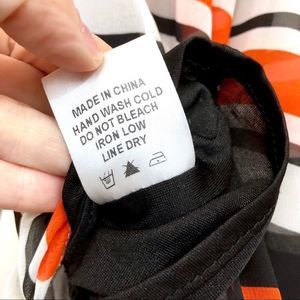 MADE IN CHINA
HAND WASH COLD
DO NOT BLEACH
IRON LOW
LINE DRY